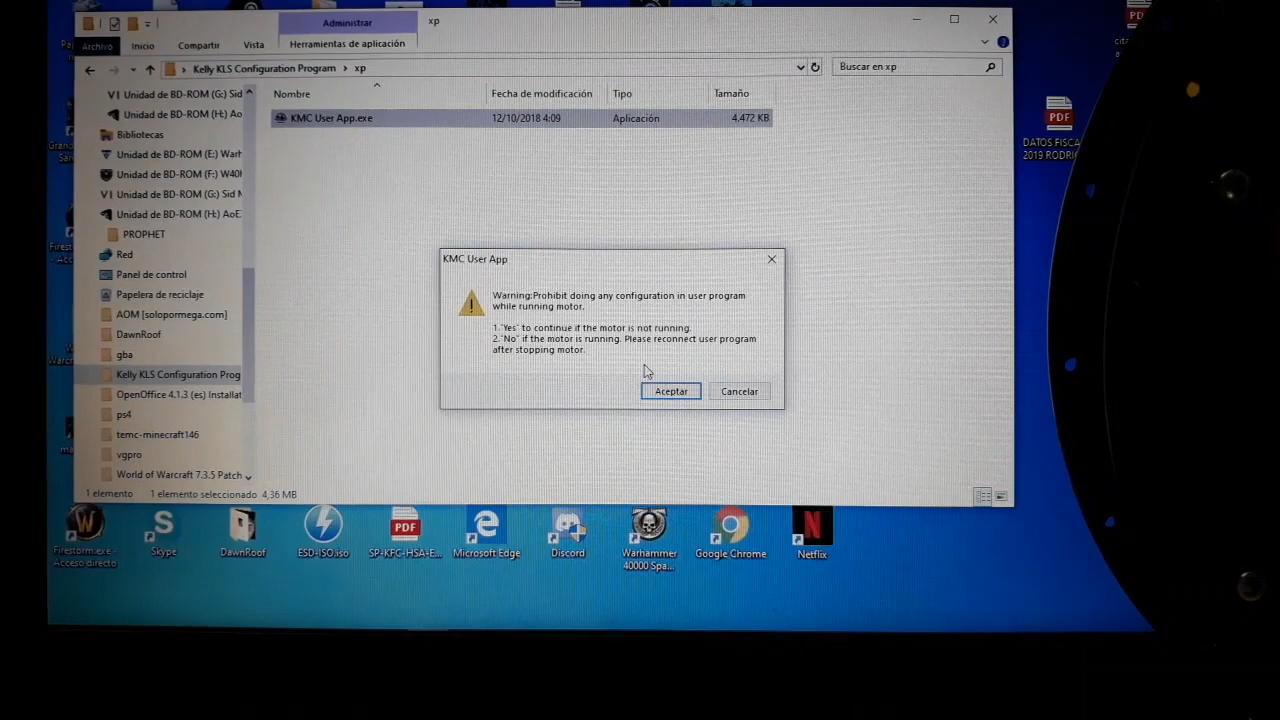 Administrar
xp
Archivo
Inicio
Compartir
Vista
Herramientas de aplicación
Kelly KLS Configuration Program > xp
Buscar en xp
Nombre
Fecha de modificación
Tipo
Tamaño
KMC User App.exe
12/10/2018 4:09
Aplicación
4.472 KB
Unidad de BD-ROM (G:) Sid
Unidad de BD-ROM (H:) Ao
Bibliotecas
Unidad de BD-ROM (E:) Warh
Unidad de BD-ROM (F:) W40
Unidad de BD-ROM (G:) Sid M
Unidad de BD-ROM (H:) AoE
PROPHET
Red
Panel de control
Papelera de reciclaje
AOM [solopormega.com]
DawnRoof
gba
Kelly KLS Configuration Prog
OpenOffice 4.1.3 (es) Installat
ps4
temc-minecraft146
vgpro
World of Warcraft 7.3.5 Patch
KMC User App
Warning:Prohibit doing any configuration in user program
while running motor.
1."Yes" to continue if the motor is not running.
2."No" if the motor is running. Please reconnect user program
after stopping motor.
Aceptar
Cancelar
1 elemento
1 elemento seleccionado 4,36 MB
PDF
PDF
DATOS FISCA
2019 RODRI
Firestorm.exe -
Acceso directo
Skype
DawnRoof
ESD-ISO.iso
PDF
SP-KFC-HSA-E...
Microsoft Edge
Discord
Warhammer
40000 Spa...
Google Chrome
Netflix